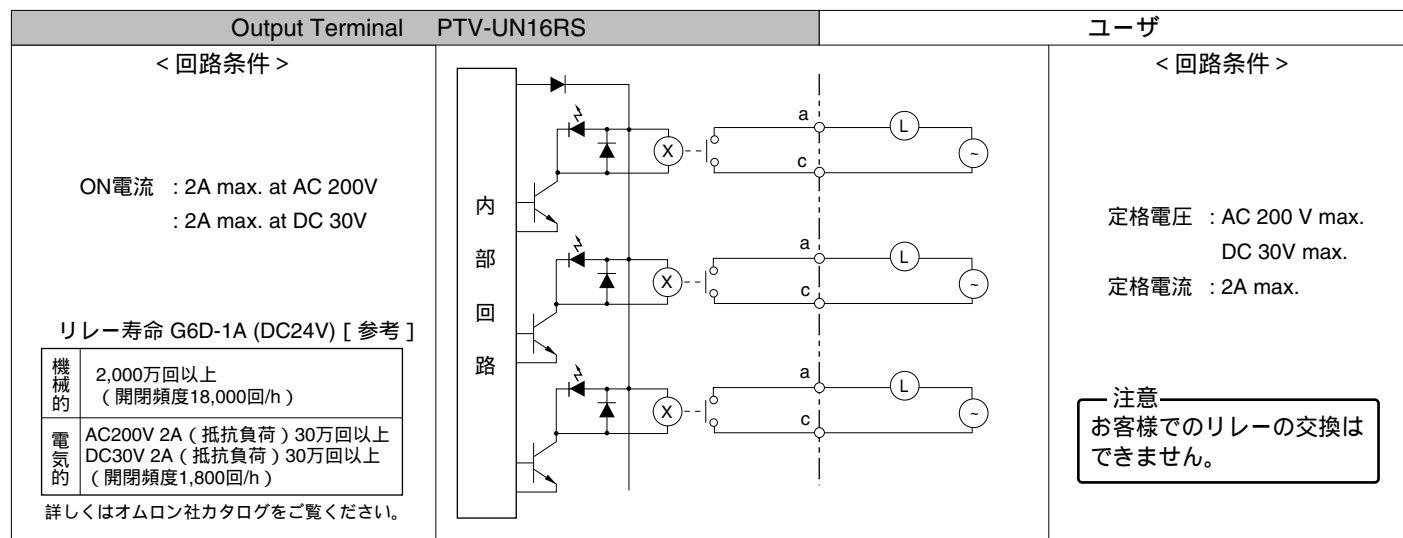 Output Terminal PTV-UN16RS
ユーザ
< 回路条件 >
ON電流 : 2A max. at AC 200V
: 2A max. at DC 30V
リレー寿命 G6D-1A (DC24V) [ 参考 ]
機械的
2,000万回以上
( 開閉頻度18,000回/h )
電気的
AC200V 2A ( 抵抗負荷 ) 30万回以上
DC30V 2A ( 抵抗負荷 ) 30万回以上
( 開閉頻度1,800回/h )
詳しくはオムロン社カタログをご覧ください。
内部回路
X
a
c
L
~
X
a
c
L
~
X
a
c
L
~
< 回路条件 >
定格電圧 : AC 200 V max.
DC 30V max.
定格電流 : 2A max.
注意
お客様でのリレーの交換は
できません。